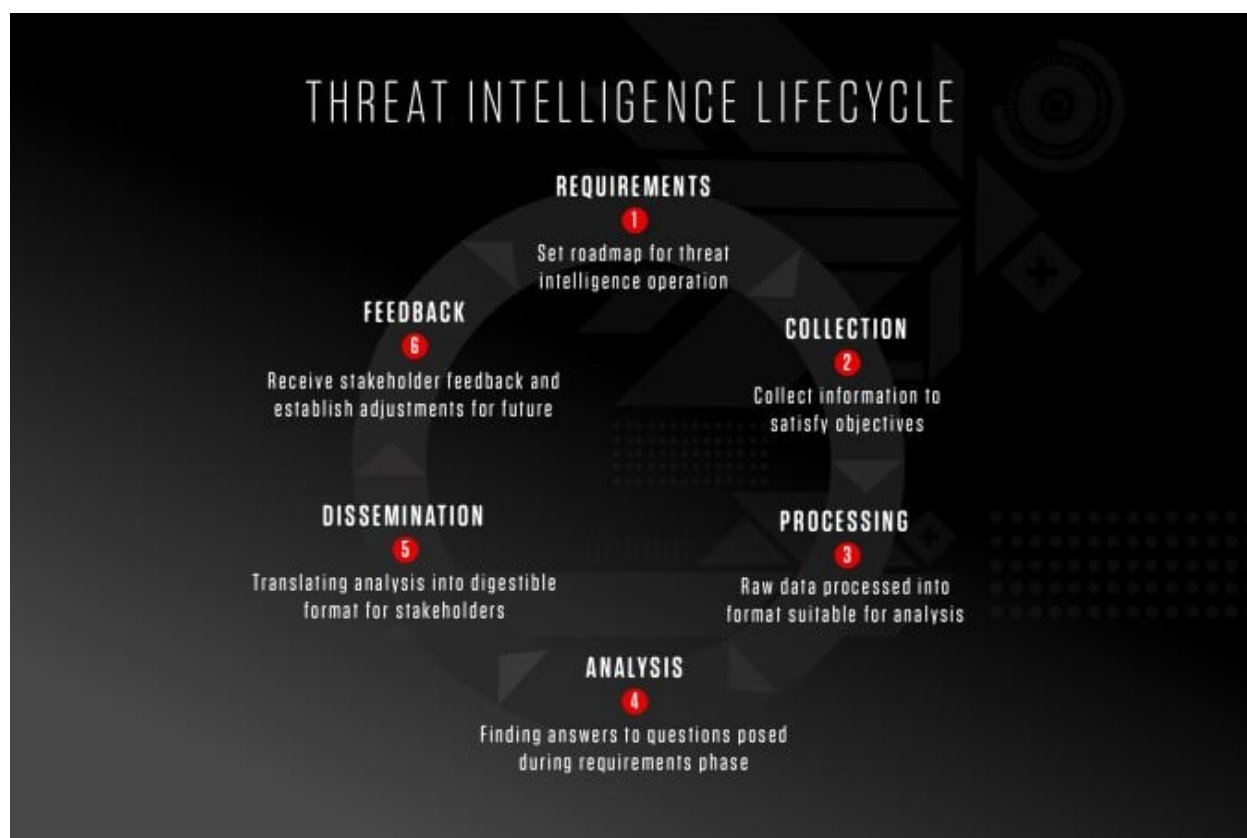 THREAT INTELLIGENCE LIFECYCLE
REQUIREMENTS
1
Set roadmap for threat
intelligence operation
COLLECTION
2
Collect information to
satisfy objectives
PROCESSING
3
Raw data processed into
format suitable for analysis
ANALYSIS
4
Finding answers to questions posed
during requirements phase
DISSEMINATION
5
Translating analysis into digestible
format for stakeholders
FEEDBACK
6
Receive stakeholder feedback and
establish adjustments for future